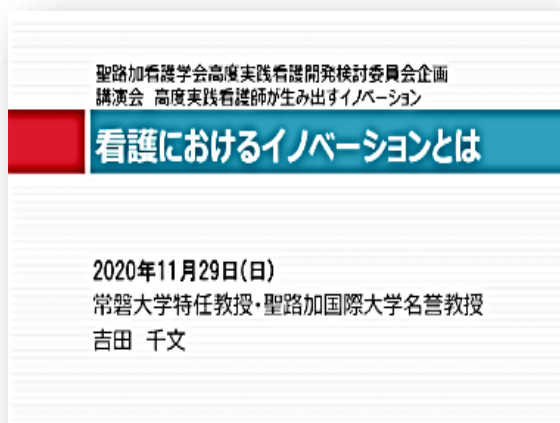 聖路加看護学会高度実践看護開発検討委員会企画
講演会 高度実践看護師が生み出すイノベーション
看護におけるイノベーションとは
2020年11月29日(日)
常磐大学特任教授・聖路加国際大学名誉教授
吉田 千文